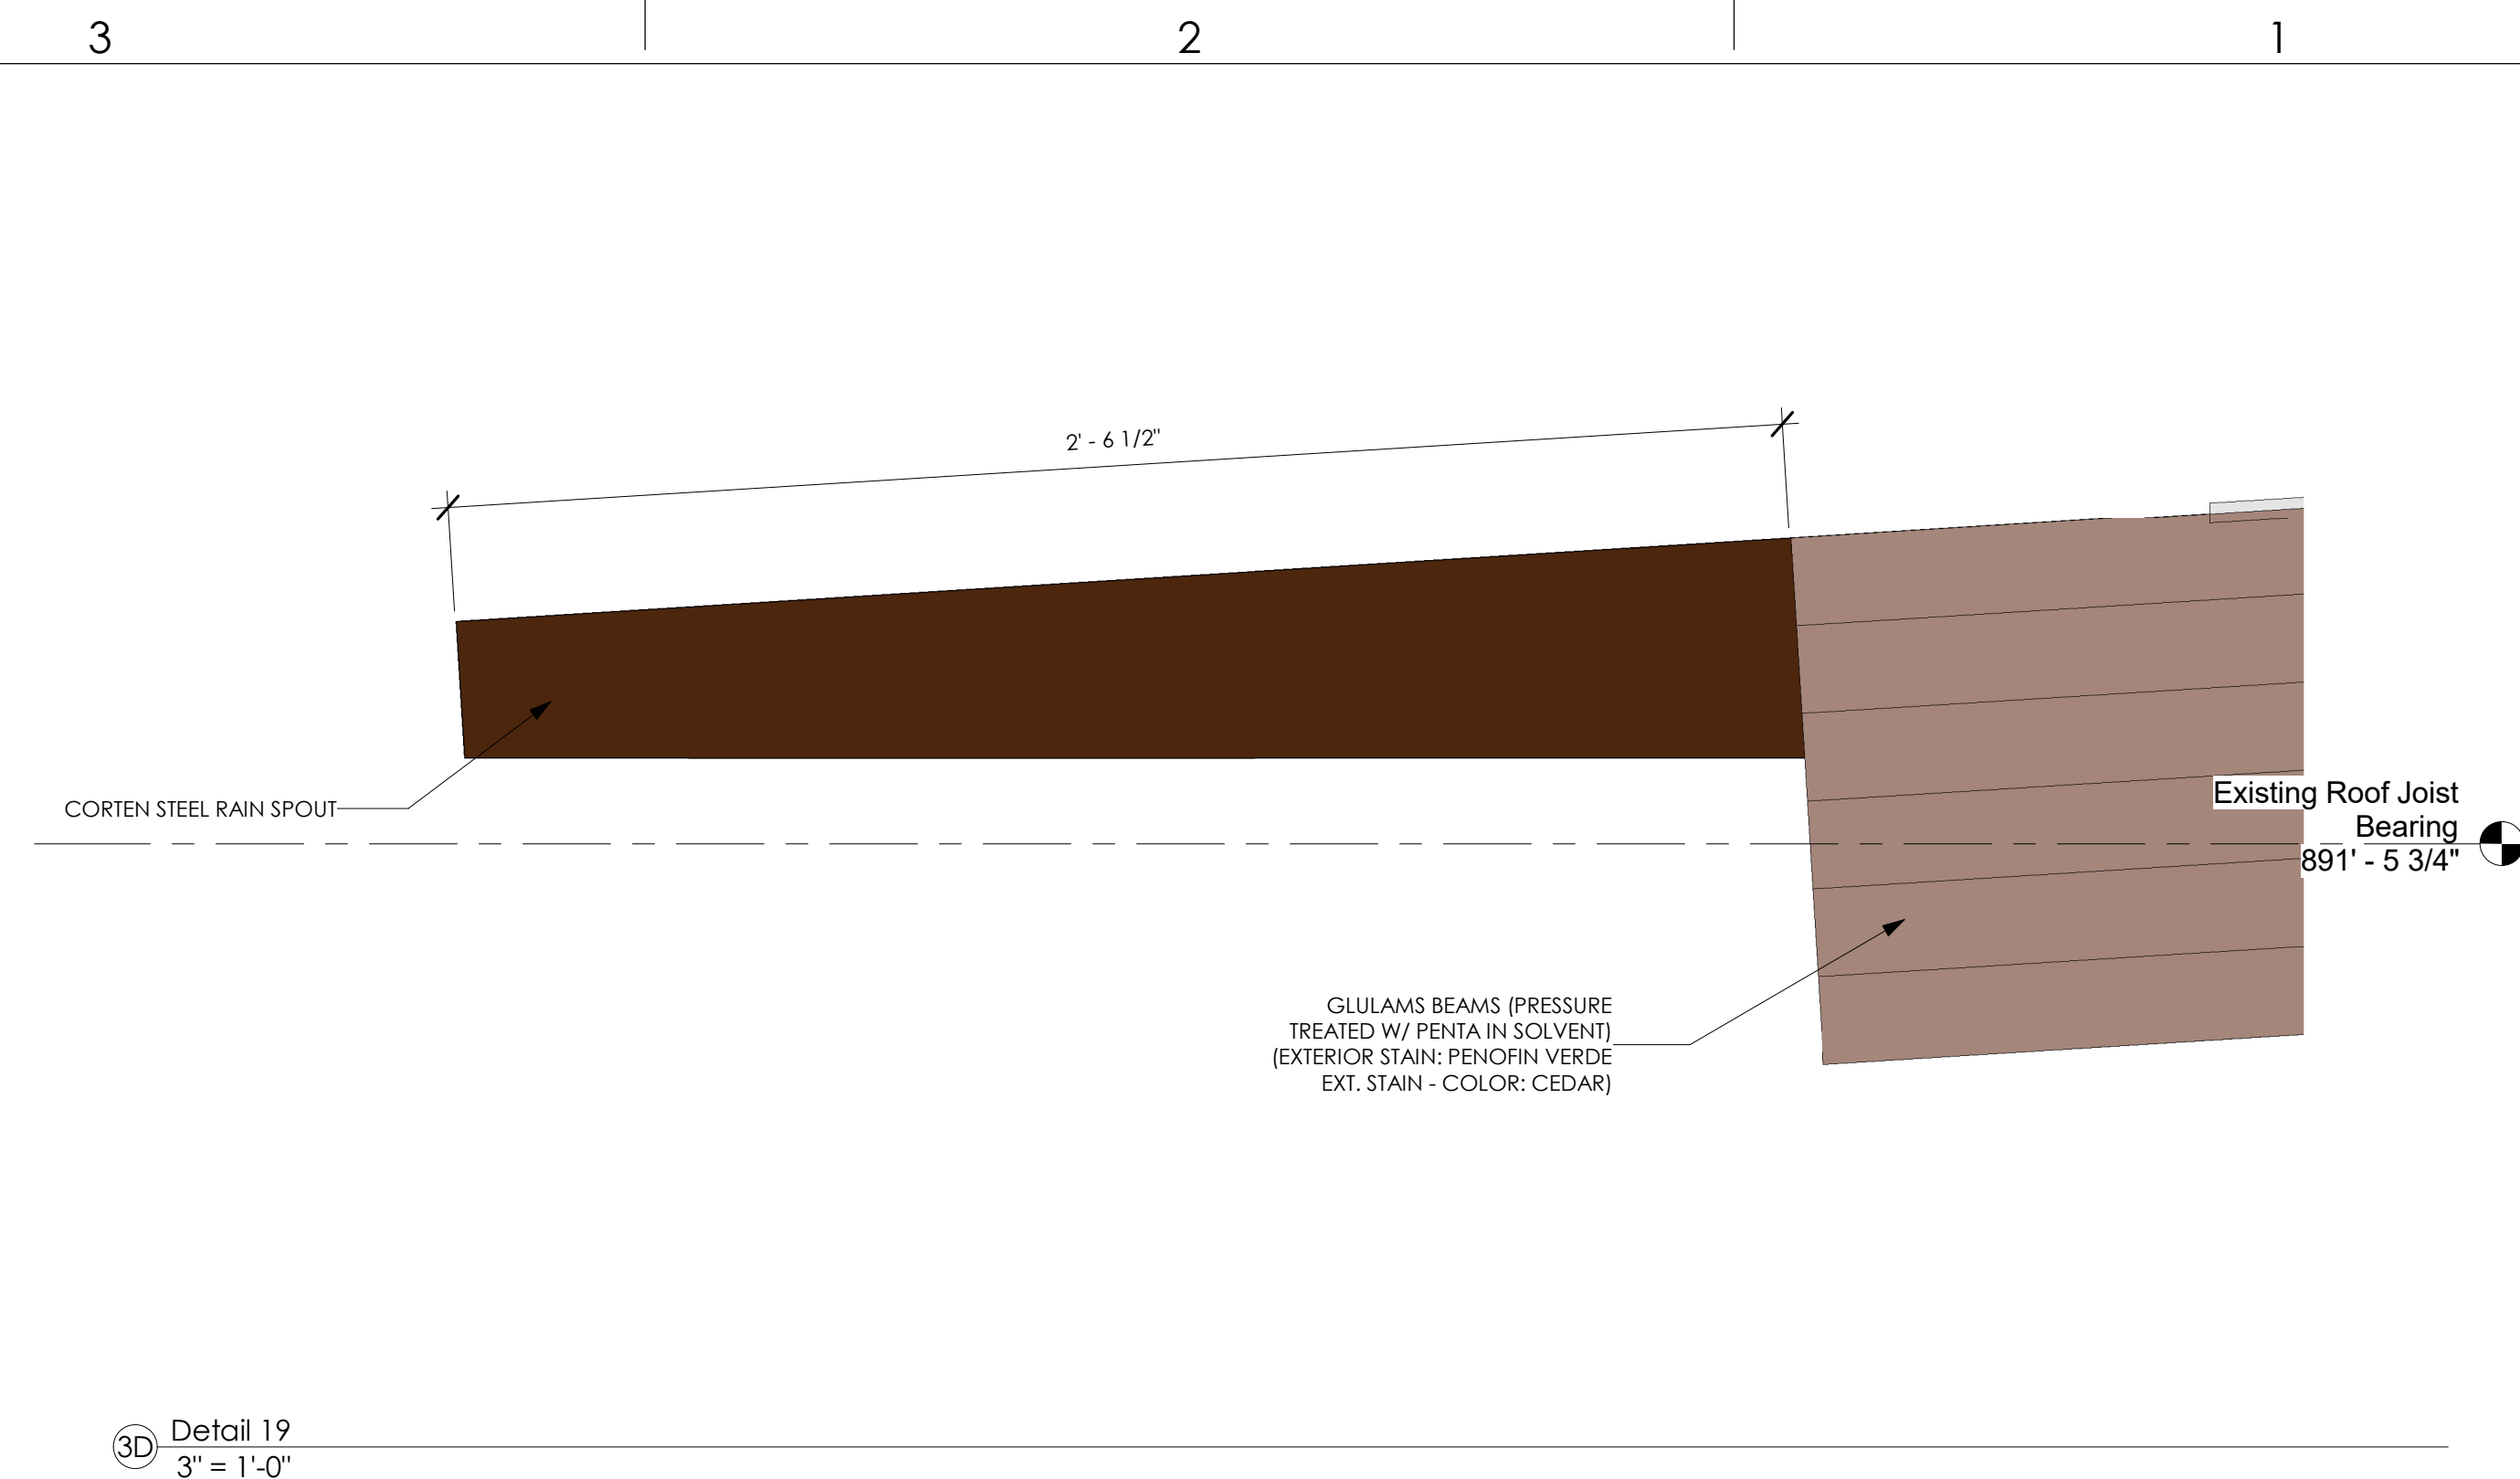 3
2
1
2' - 6 1/2"
CORTEN STEEL RAIN SPOUT
Existing Roof Joist
Bearing
891' - 5 3/4"
GLULAMS BEAMS (PRESSURE
TREATED W/ PENTA IN SOLVENT)
(EXTERIOR STAIN: PENOFIN VERDE
EXT. STAIN - COLOR: CEDAR)
3D
Detail 19
3" = 1'-0"